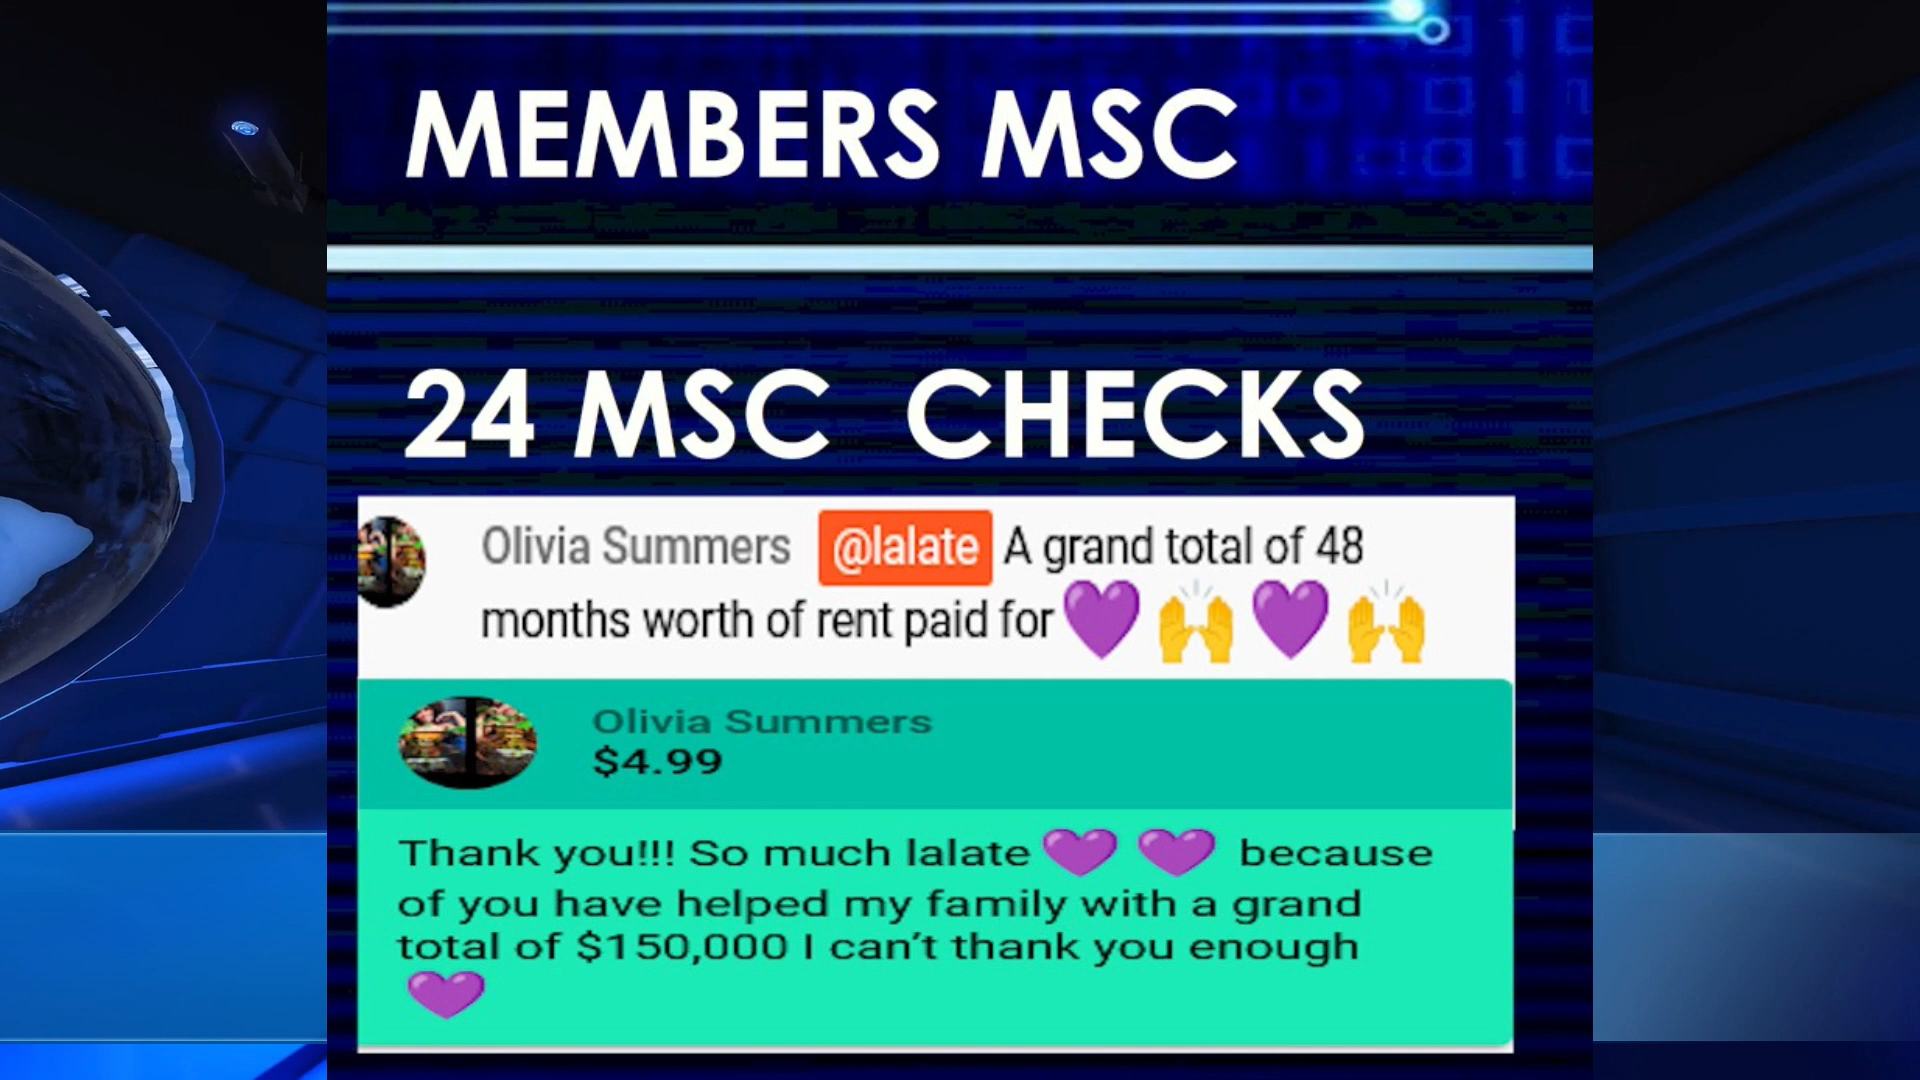 MEMBERS MSC
24 MSC CHECKS
Olivia Summers @lalate A grand total of 48
months worth of rent paid for💜🙌💜🙌
Olivia Summers
$4.99
Thank you!!! So much lalate💜💜 because
of you have helped my family with a grand
total of $150,000 I can't thank you enough
💜